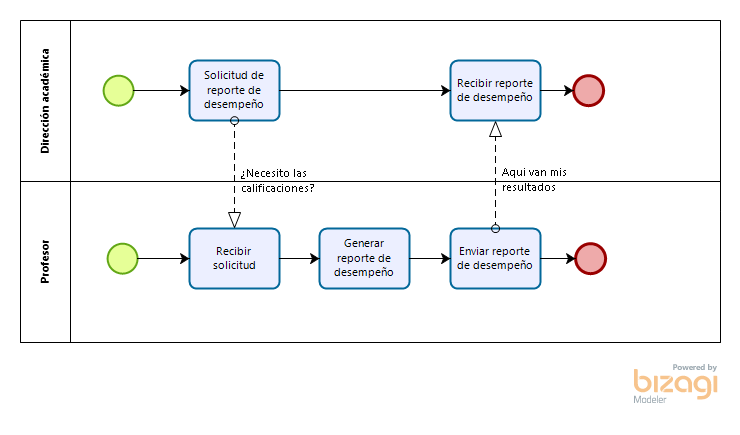 Dirección académica
Solicitud de
reporte de
desempeño
Recibir reporte
de desempeño
¿Necesito las
calificaciones?
Aqui van mis
resultados
Profesor
Recibir
solicitud
Generar
reporte de
desempeño
Enviar reporte
de desempeño
Powered by
bizagi
Modeler